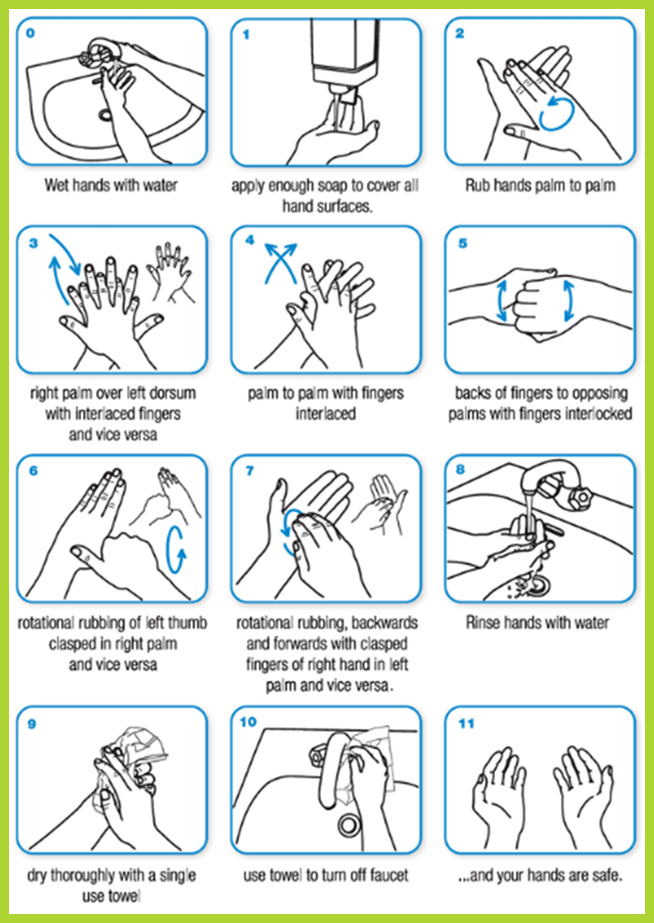 0
Wet hands with water
1
apply enough soap to cover all
hand surfaces.
2
Rub hands palm to palm
3
right palm over left dorsum
with interlaced fingers
and vice versa
4
palm to palm with fingers
interlaced
5
backs of fingers to opposing
palms with fingers interlocked
6
rotational rubbing of left thumb
clasped in right palm
and vice versa
7
rotational rubbing, backwards
and forwards with clasped
fingers of right hand in left
palm and vice versa.
8
Rinse hands with water
9
dry thoroughly with a single
use towel
10
use towel to turn off faucet
11
...and your hands are safe.